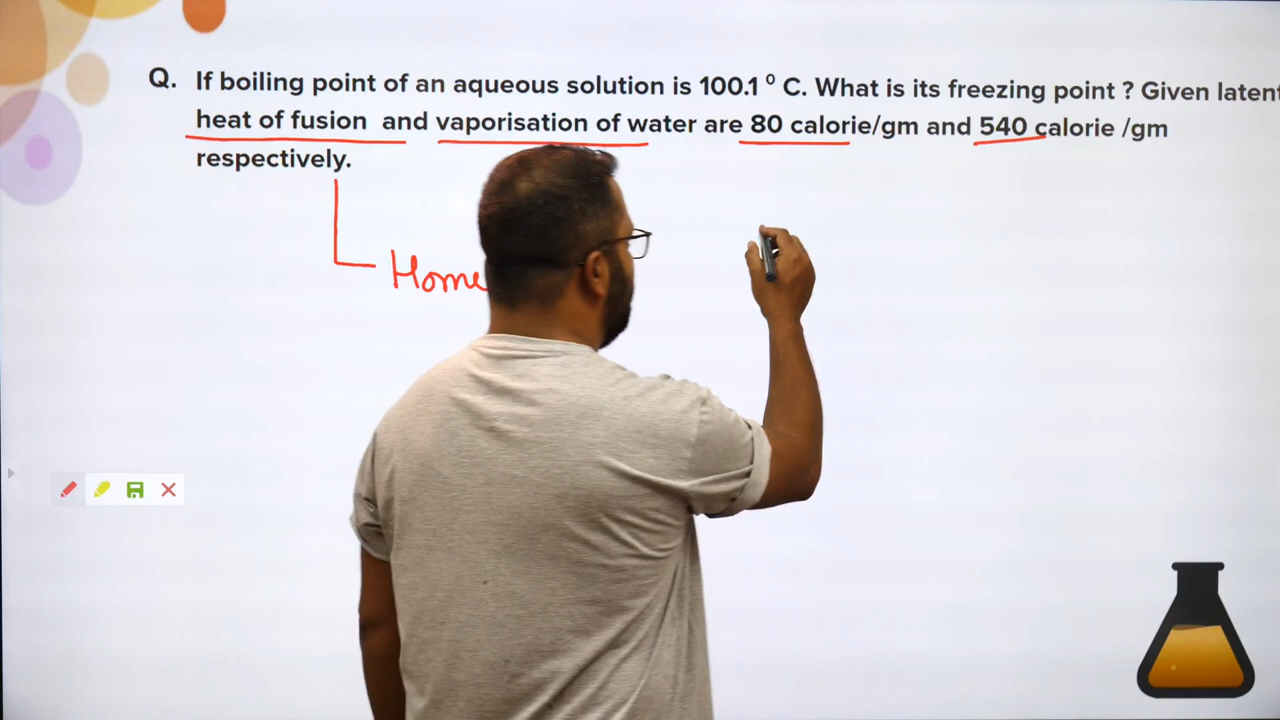 Q. If boiling point of an aqueous solution is 100.1 ⁰ C. What is its freezing point ? Given latent
heat of fusion and vaporisation of water are 80 calorie/gm and 540 calorie /gm
respectively.
Home